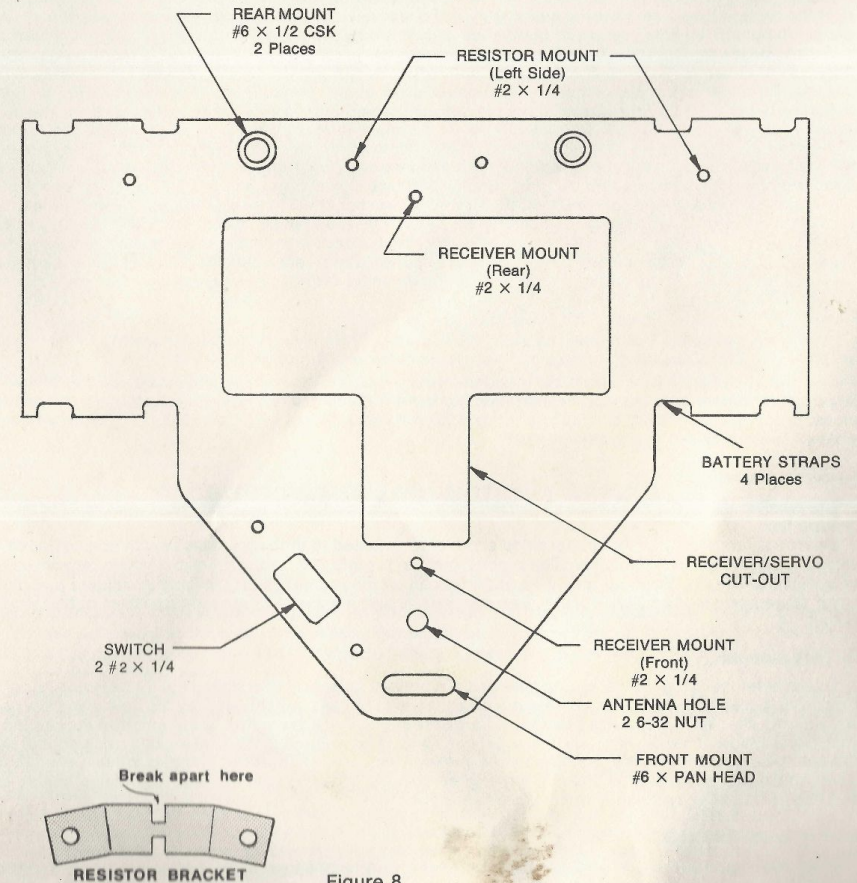 REAR MOUNT
#6 × 1/2 CSK
2 Places
RESISTOR MOUNT
(Left Side)
#2 × 1/4
RECEIVER MOUNT
(Rear)
#2 × 1/4
BATTERY STRAPS
4 Places
RECEIVER/SERVO
CUT-OUT
SWITCH
2 #2 × 1/4
RECEIVER MOUNT
(Front)
#2 × 1/4
ANTENNA HOLE
2 6-32 NUT
FRONT MOUNT
#6 × PAN HEAD
Break apart here
RESISTOR BRACKET
Figure 8